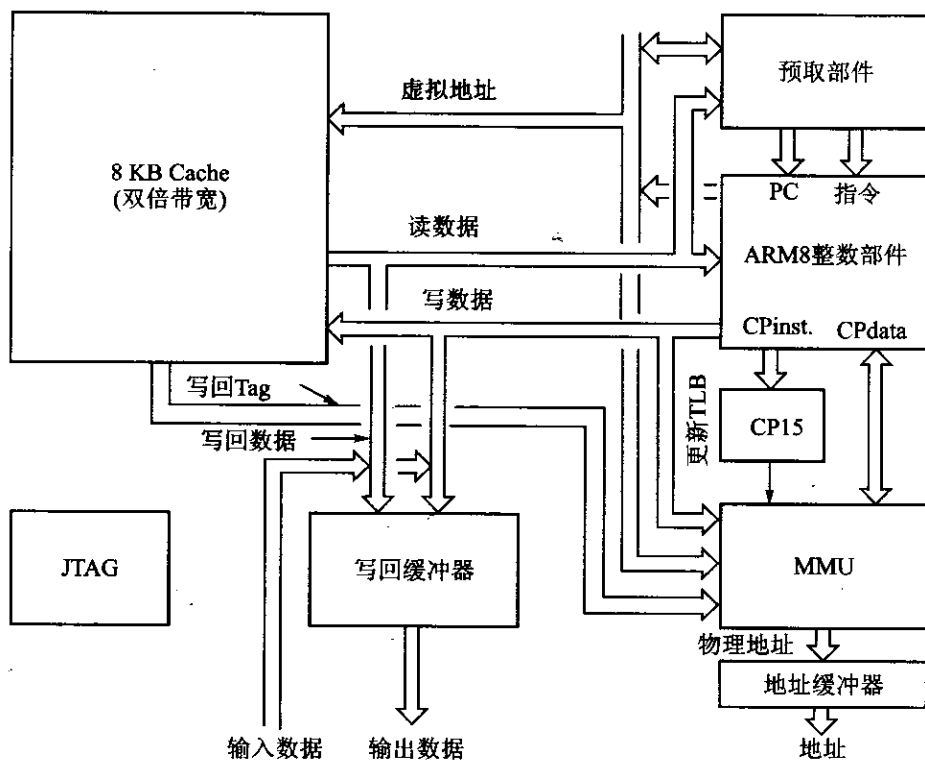 预取部件
虚拟地址
8 KB Cache
(双倍带宽)
PC
指令
读数据
ARM8整数部件
写数据
CPinst.
CPdata
写回Tag
更新TLB
CP15
写回数据
JTAG
写回缓冲器
MMU
物理地址
地址缓冲器
输入数据
输出数据
地址